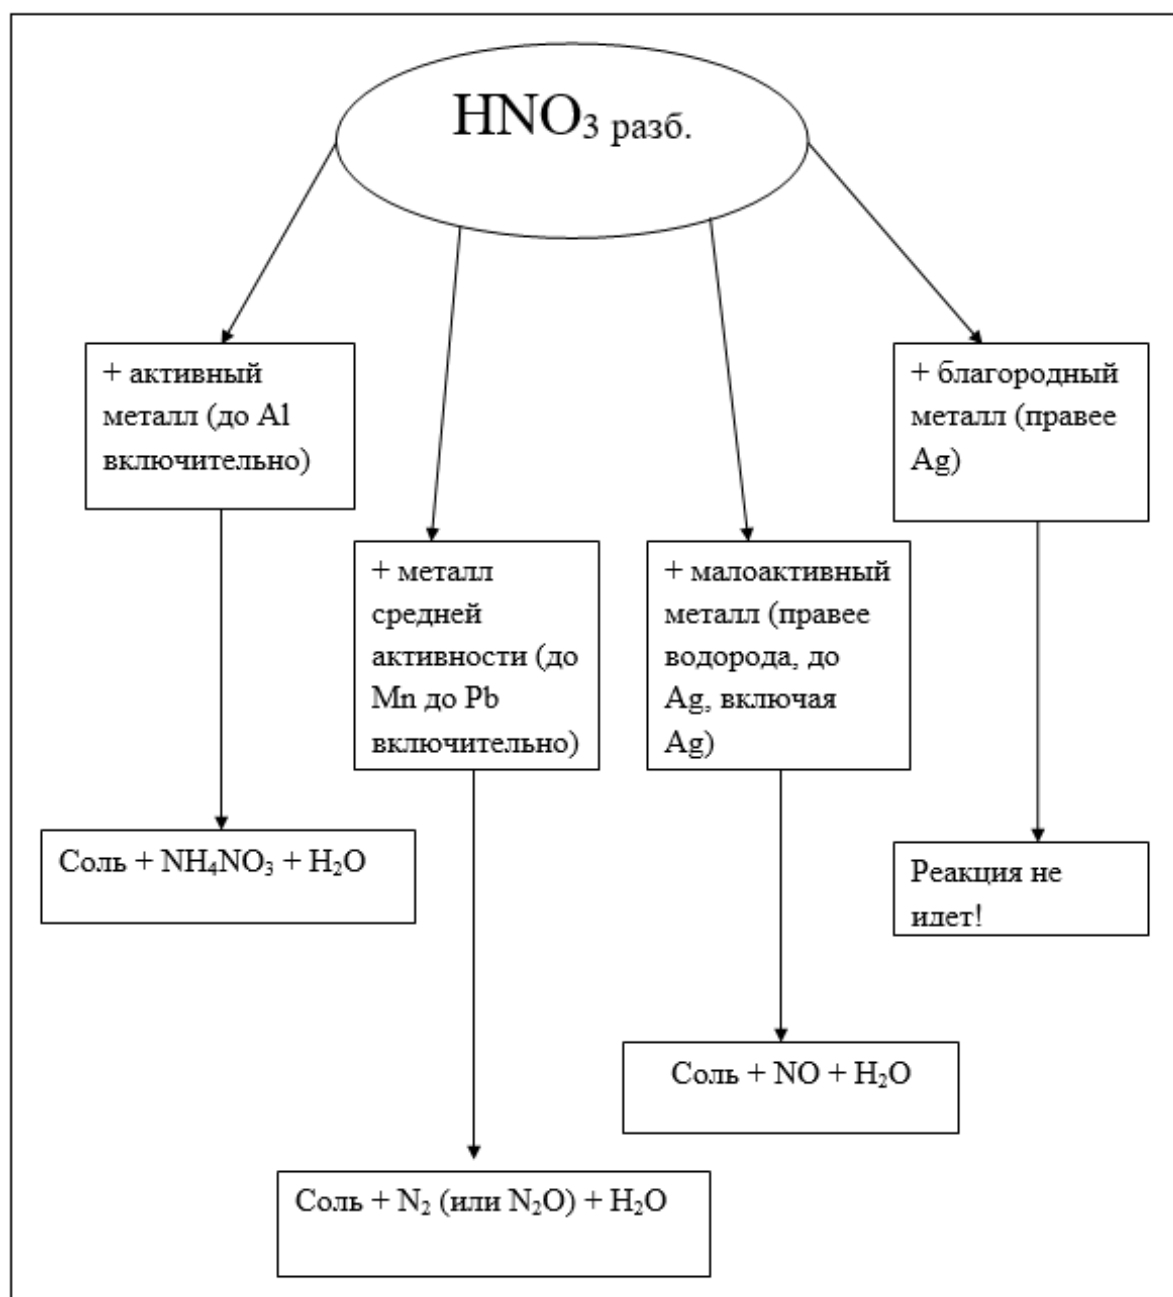 HNO₃ разб.
+ активный
металл (до Al
включительно)
+ благородный
металл (правее
Ag)
+ металл
средней
активности (до
Mn до Pb
включительно)
+ малоактивный
металл (правее
водорода, до
Ag, включая
Ag)
Соль + NH₄NO₃ + H₂O
Реакция не
идет!
Соль + NO + H₂O
Соль + N₂ (или N₂O) + H₂O